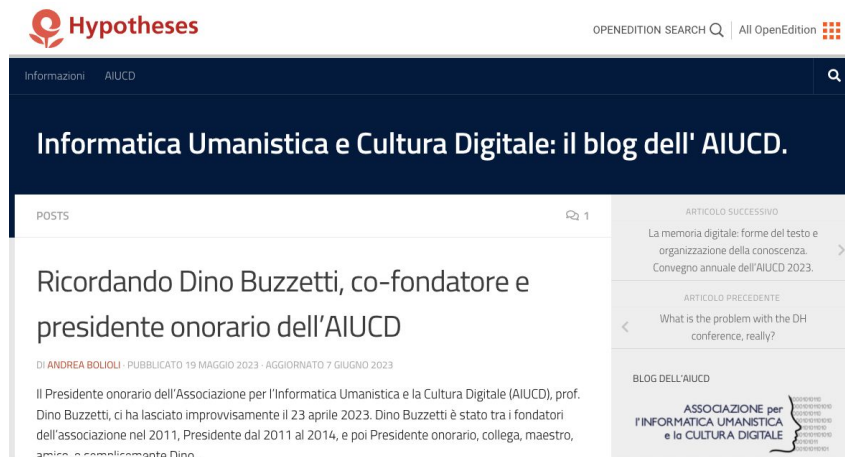 Hypotheses
OPENEDITION SEARCH
All OpenEdition
Informazioni
AIUCD
Informatica Umanistica e Cultura Digitale: il blog dell' AIUCD.
POSTS
1
Ricordando Dino Buzzetti, co-fondatore e
presidente onorario dell'AIUCD
DI ANDREA BOLIOLI · PUBBLICATO 19 MAGGIO 2023 · AGGIORNATO 7 GIUGNO 2023
Il Presidente onorario dell'Associazione per l'Informatica Umanistica e la Cultura Digitale (AIUCD), prof.
Dino Buzzetti, ci ha lasciato improvvisamente il 23 aprile 2023. Dino Buzzetti è stato tra i fondatori
dell'associazione nel 2011, Presidente dal 2011 al 2014, e poi Presidente onorario, collega, maestro,
amico, e semplicemente Dino
ARTICOLO SUCCESSIVO
La memoria digitale: forme del testo e
organizzazione della conoscenza.
Convegno annuale dell'AIUCD 2023.
ARTICOLO PRECEDENTE
What is the problem with the DH
conference, really?
BLOG DELL'AIUCD
ASSOCIAZIONE per
l'INFORMATICA UMANISTICA
e la CULTURA DIGITALE